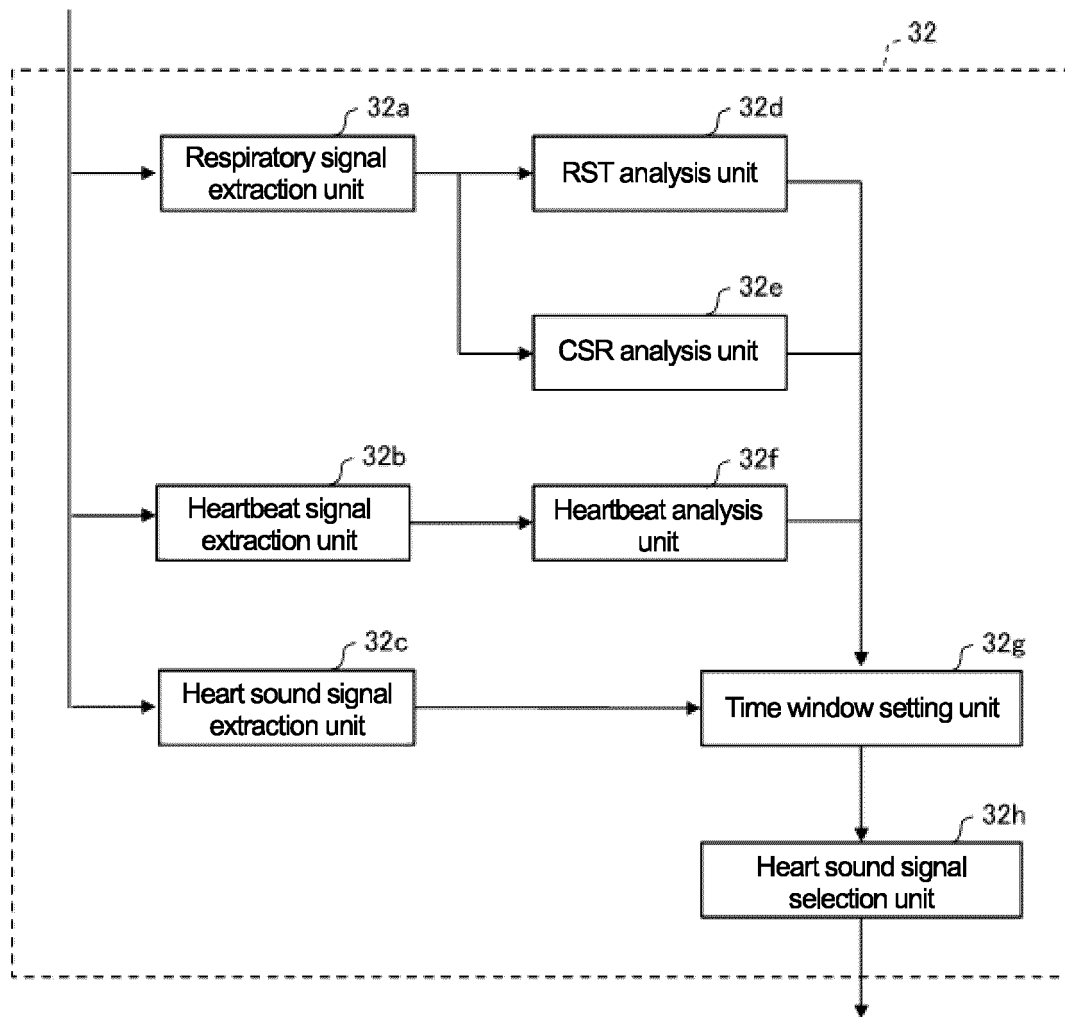 32
32a
Respiratory signal
extraction unit
32d
RST analysis unit
32e
CSR analysis unit
32b
Heartbeat signal
extraction unit
32f
Heartbeat analysis
unit
32c
Heart sound signal
extraction unit
32g
Time window setting unit
32h
Heart sound signal
selection unit